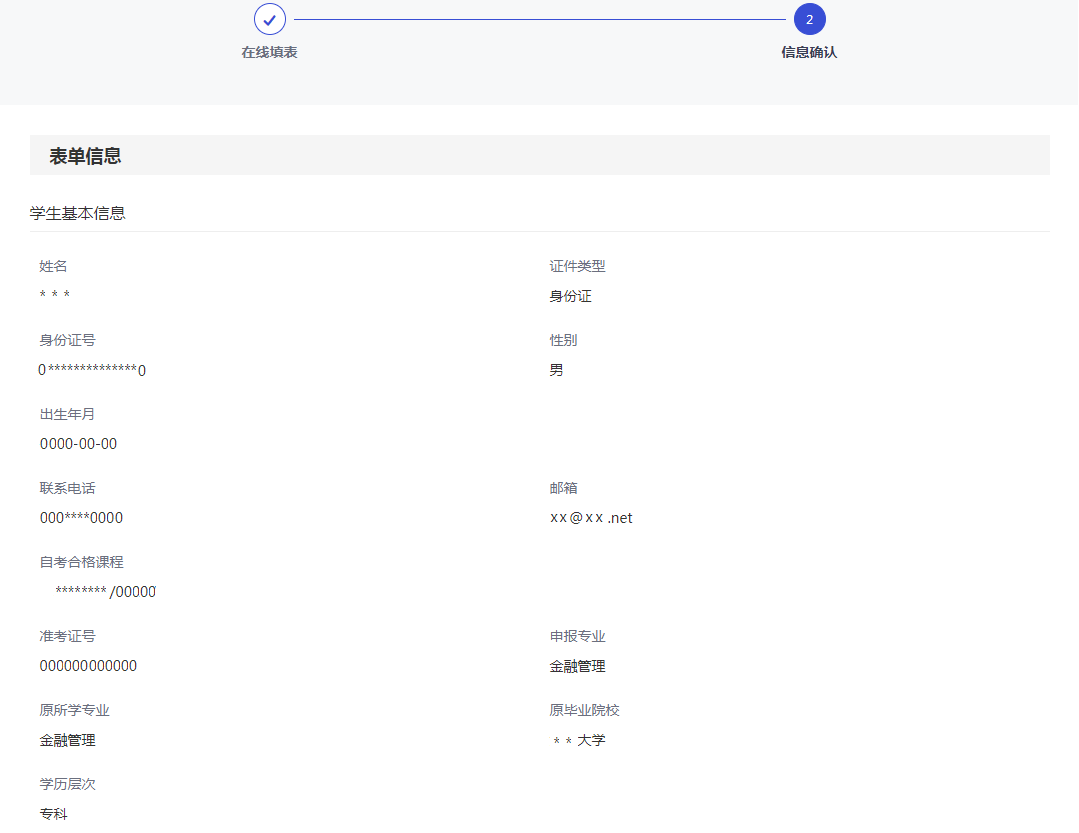 2
在线填表
信息确认
表单信息
学生基本信息
姓名
证件类型
* * *
身份证
身份证号
性别
0**************0
男
出生年月
0000-00-00
联系电话
邮箱
000****0000
xx@xx.net
自考合格课程
********/00000
准考证号
申报专业
000000000000
金融管理
原所学专业
原毕业院校
金融管理
* * 大学
学历层次
专科